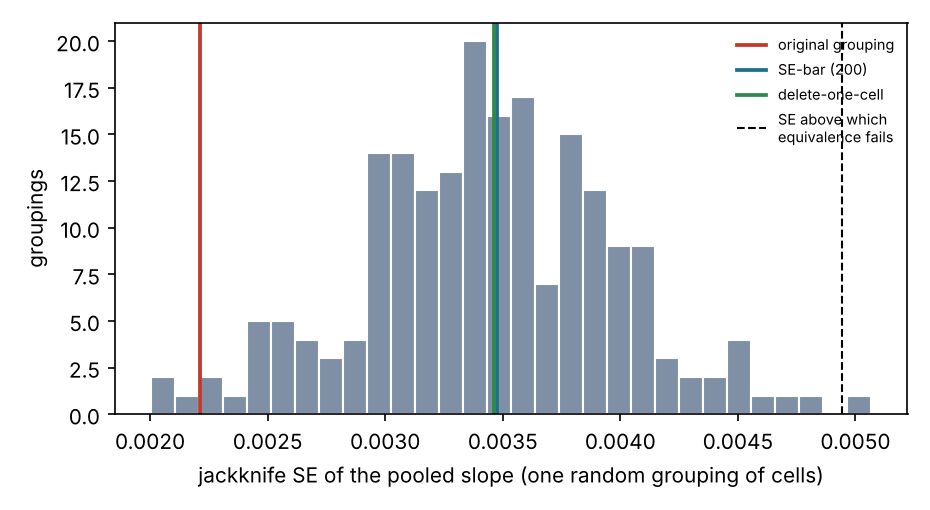 20.0
17.5
15.0
12.5
10.0
7.5
5.0
2.5
0.0
groupings
original grouping
SE-bar (200)
delete-one-cell
SE above which
equivalence fails
0.0020 0.0025 0.0030 0.0035 0.0040 0.0045 0.0050
jackknife SE of the pooled slope (one random grouping of cells)